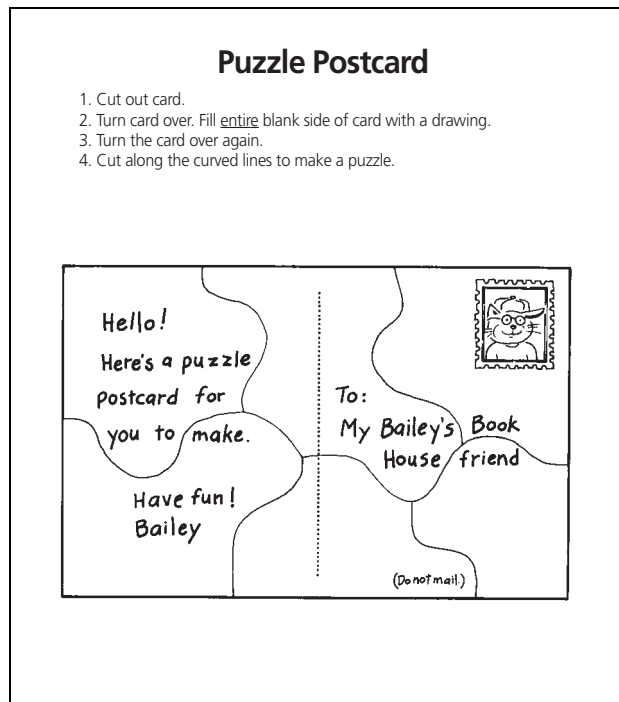 Puzzle Postcard
1. Cut out card.
2. Turn card over. Fill entire blank side of card with a drawing.
3. Turn the card over again.
4. Cut along the curved lines to make a puzzle.
Hello!
Here's a puzzle
postcard for
you to make.
Have fun!
Bailey
To:
My Bailey's Book
House friend
(Do not mail.)